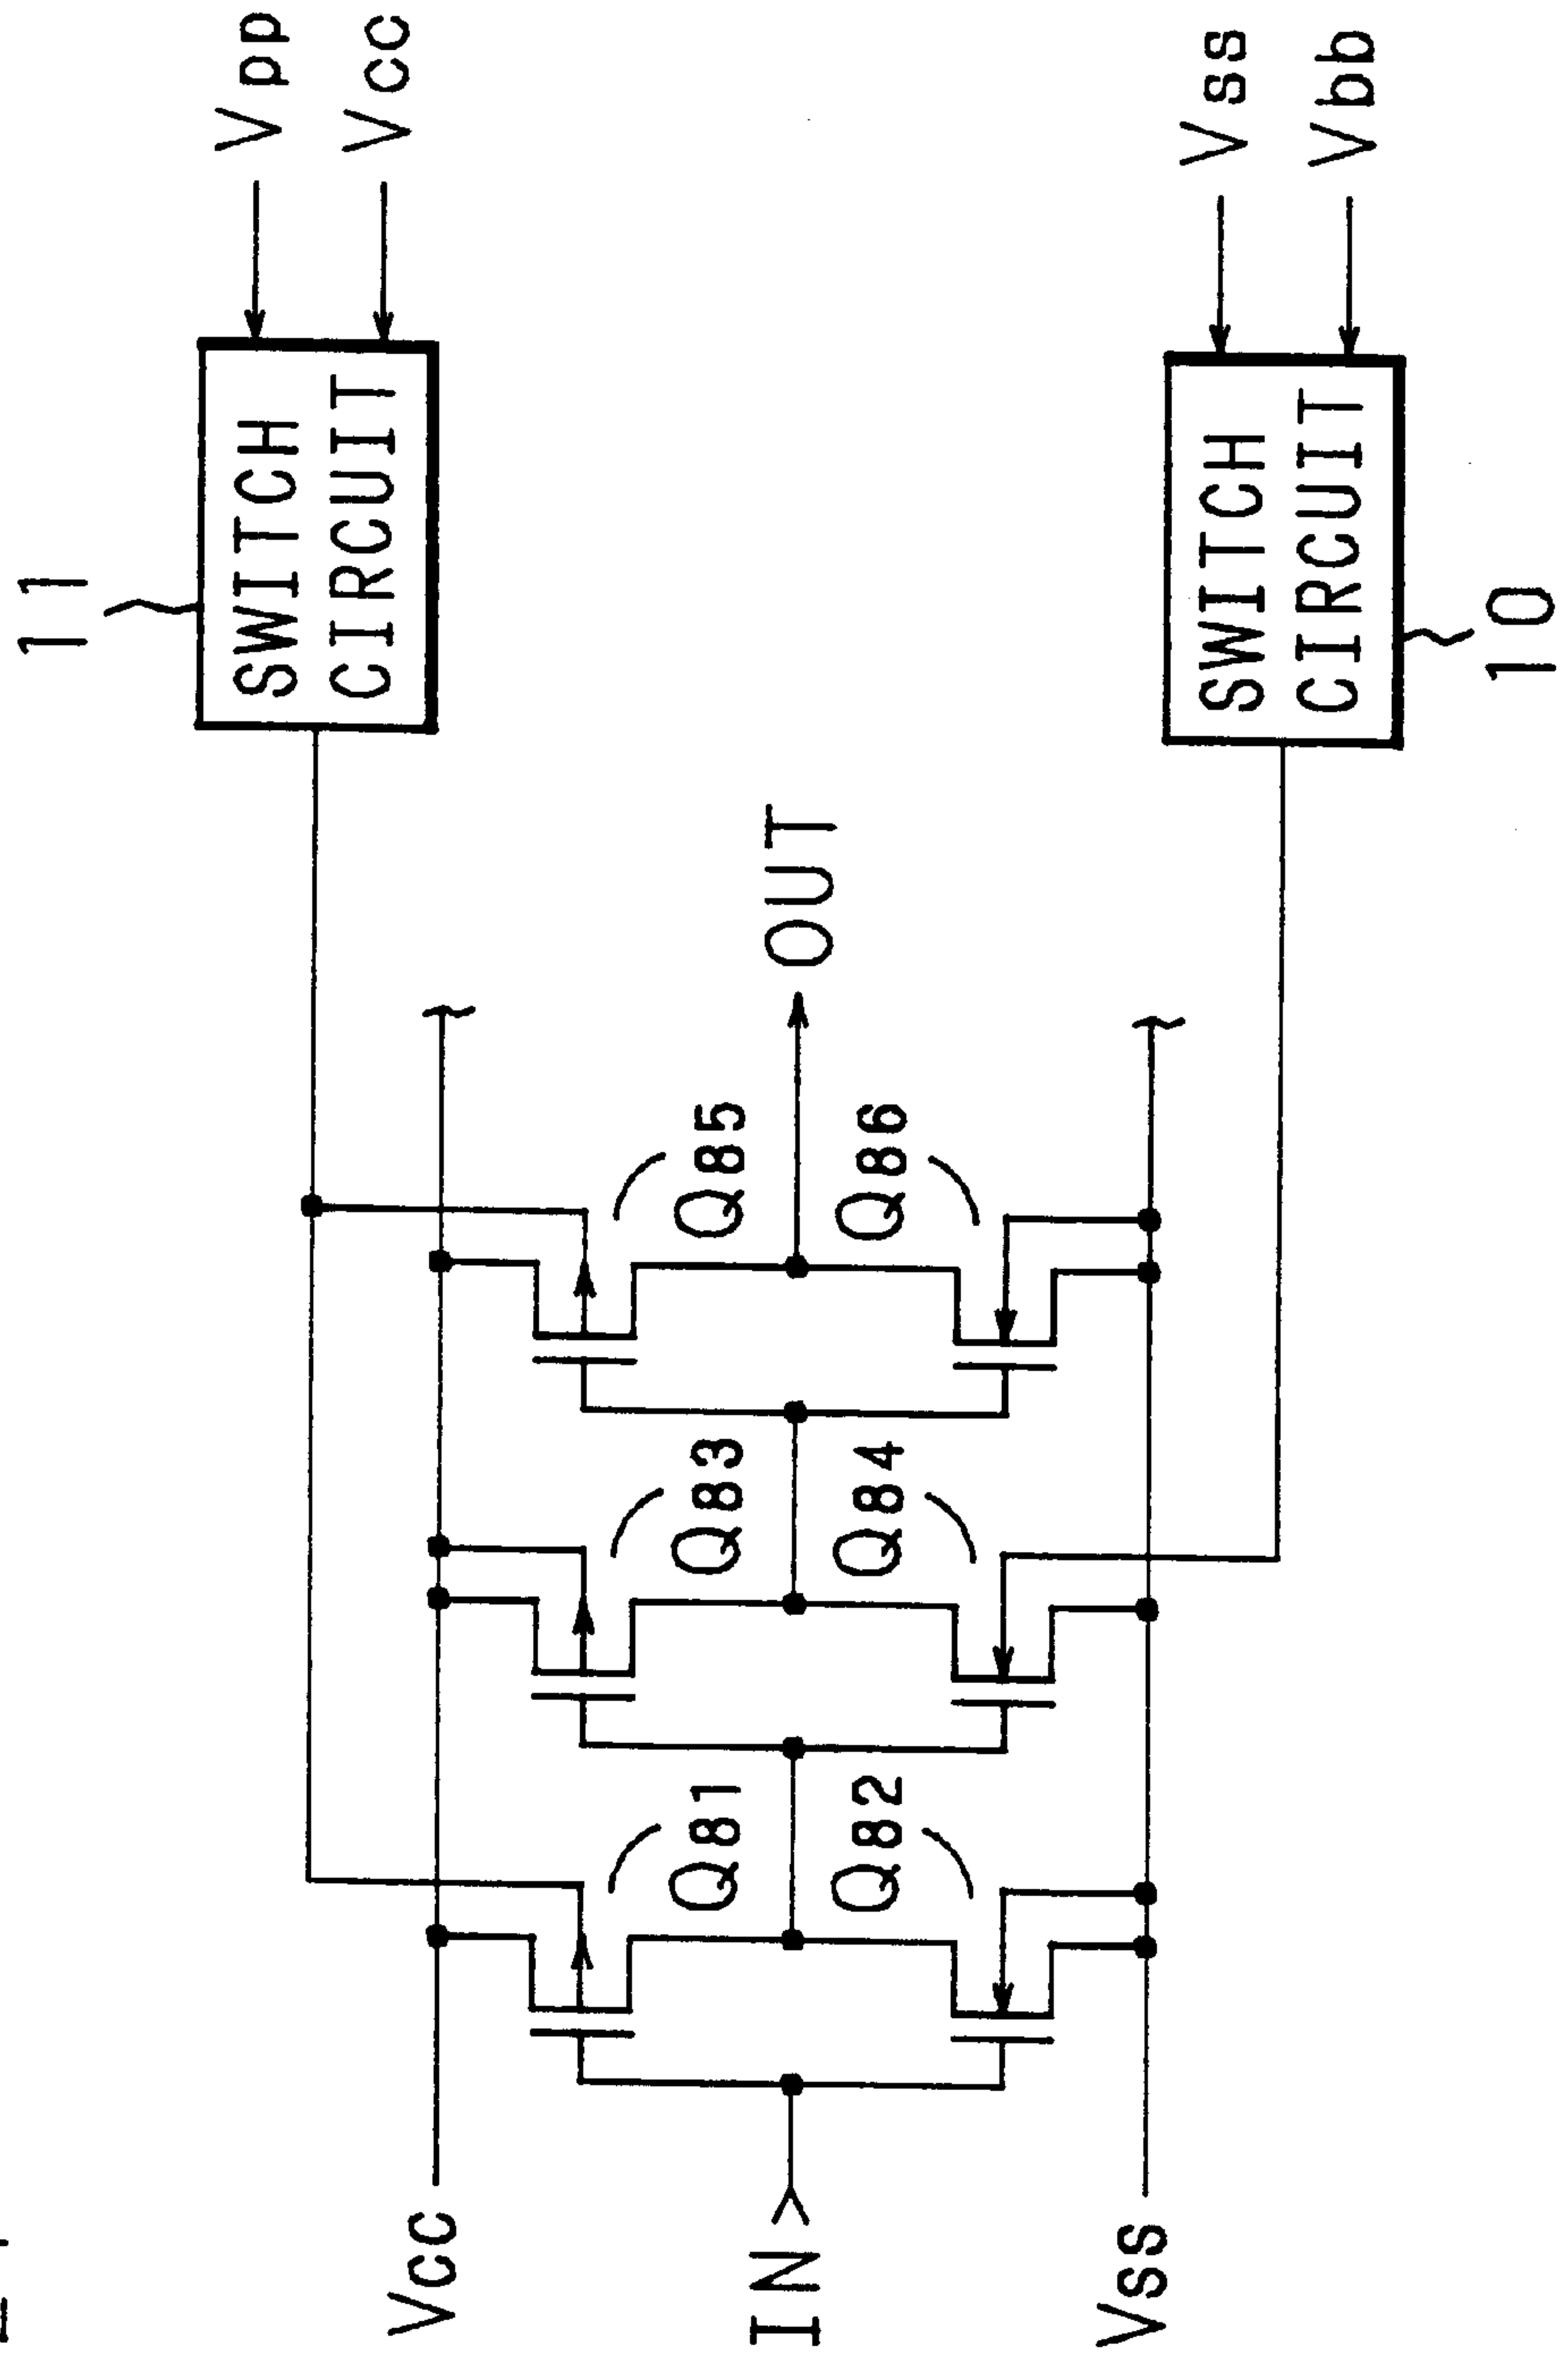 11
SWITCH
CIRCUIT
Vpp
Vcc
Vcc
Q81
Q83
Q85
IN
OUT
Q82
Q84
Q86
Vss
SWITCH
CIRCUIT
Vss
Vbb
10